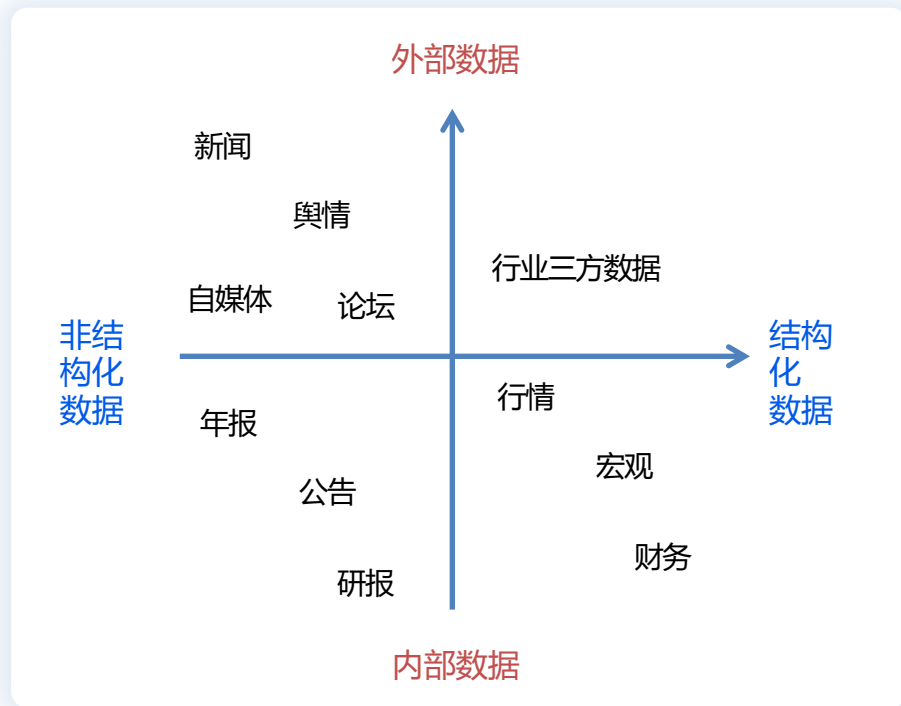 外部数据
新闻
舆情
行业三方数据
自媒体
论坛
非结
构化
数据
结构
化
数据
行情
年报
宏观
公告
财务
研报
内部数据